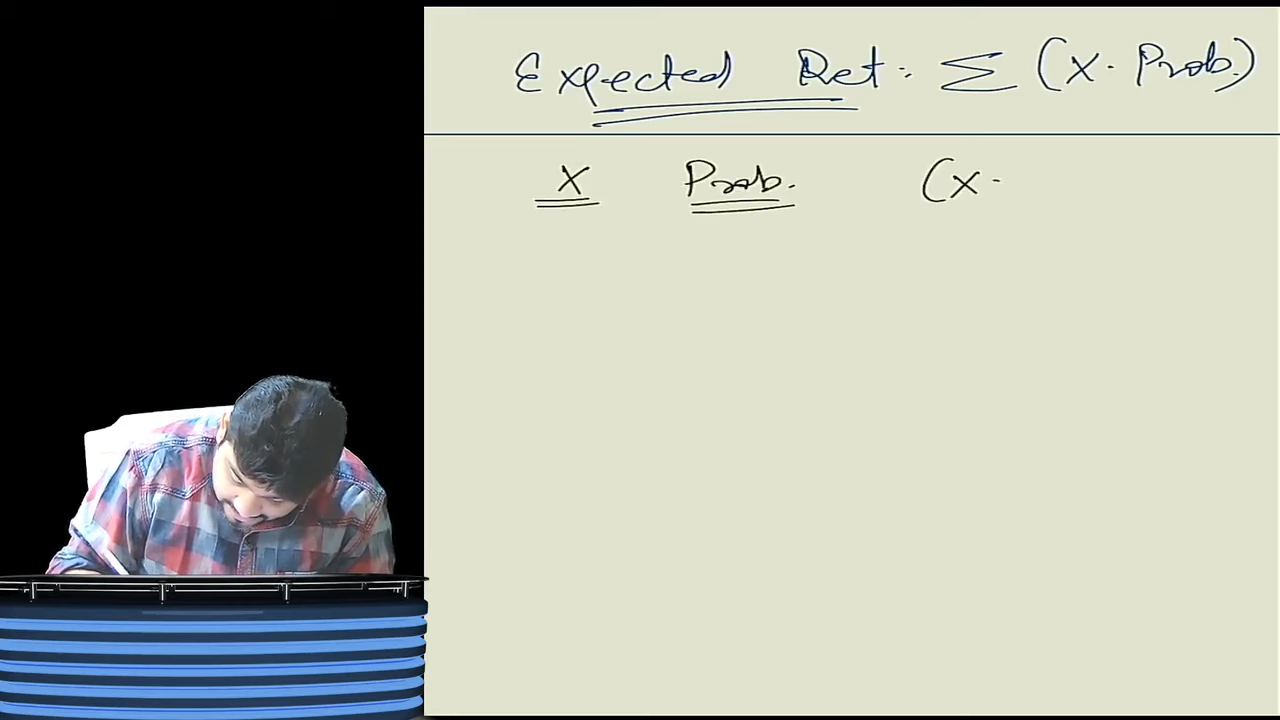 Expected Ret: Σ (X. Prob.)
X Prob. (X.